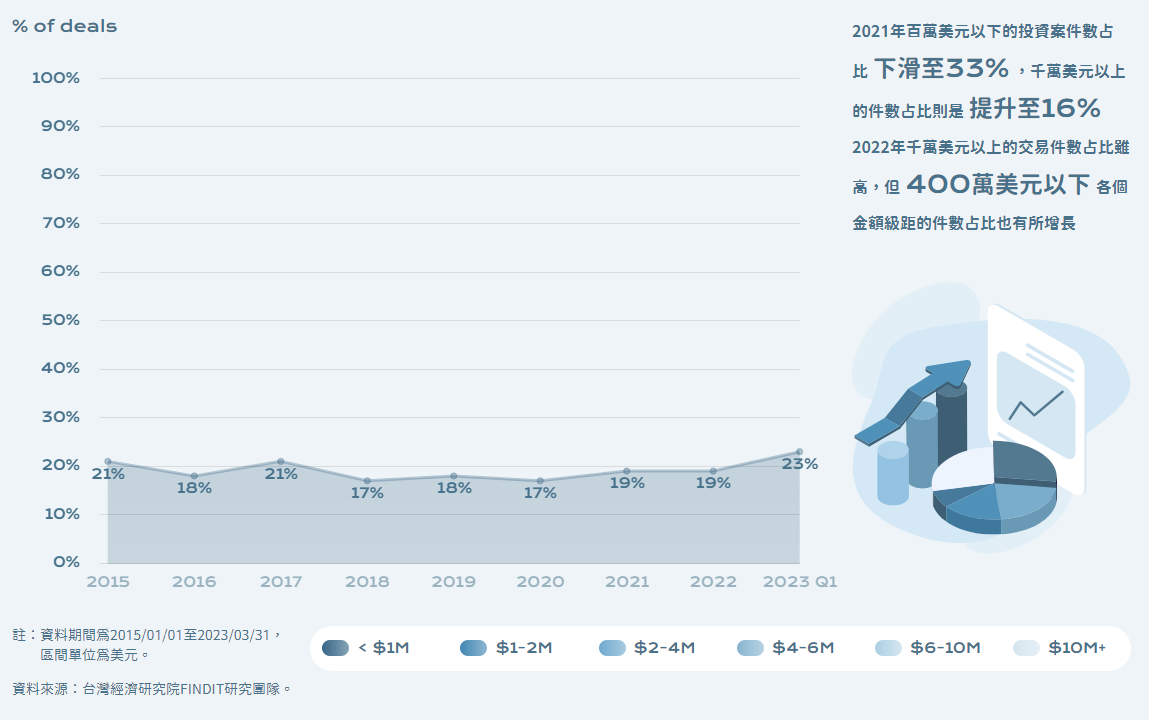 % of deals
100%
90%
80%
70%
60%
50%
40%
30%
20%
10%
0%
21%
18%
21%
17%
18%
17%
19%
19%
23%
2015
2016
2017
2018
2019
2020
2021
2022
2023 Q1
2021年百萬美元以下的投資案件數占
比 下滑至33% ，千萬美元以上
的件數占比則是 提升至16%
2022年千萬美元以上的交易件數占比雖
高，但 400萬美元以下 各個
金額級距的件數占比也有所增長
註：資料期間為2015/01/01至2023/03/31，
區間單位為美元。
< $1M
$1-2M
$2-4M
$4-6M
$6-10M
$10M+
資料來源：台灣經濟研究院FINDIT研究團隊。